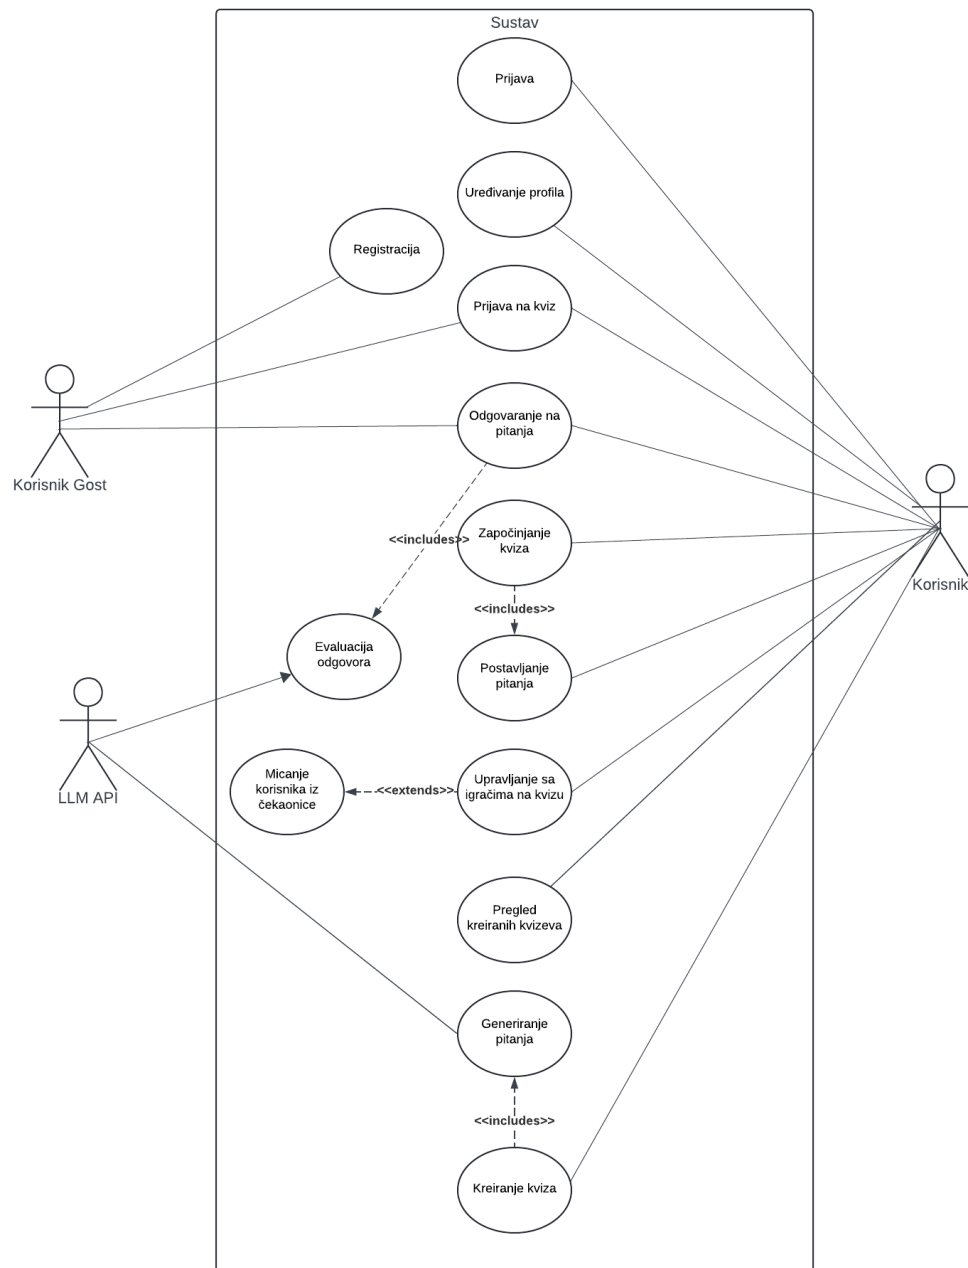 Sustav
Prijava
Uređivanje profila
Registracija
Prijava na kviz
Odgovaranje na
pitanja
Korisnik Gost
Započinjanje
kviza
<<includes>>
Korisnik
<<includes>>
Evaluacija
odgovora
Postavljanje
pitanja
LLM API
Micanje
korisnika iz
čekaonice
<<extends>>
Upravljanje sa
igračima na kvizu
Pregled
kreiranih kvizeva
Generiranje
pitanja
<<includes>>
Kreiranje kviza